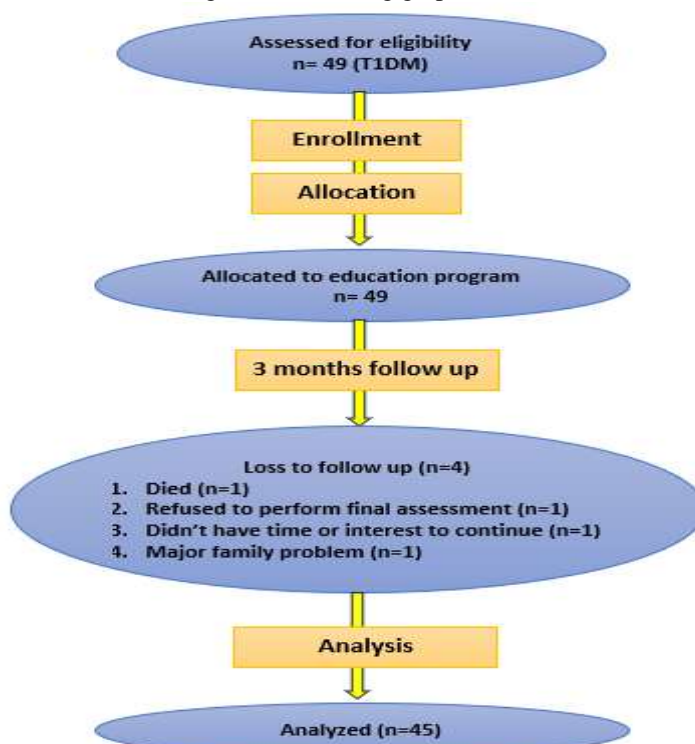 Assessed for eligibility
n= 49 (T1DM)
Enrollment
Allocation
Allocated to education program
n= 49
3 months follow up
Loss to follow up (n=4)
1. Died (n=1)
2. Refused to perform final assessment (n=1)
3. Didn't have time or interest to continue (n=1)
4. Major family problem (n=1)
Analysis
Analyzed (n=45)